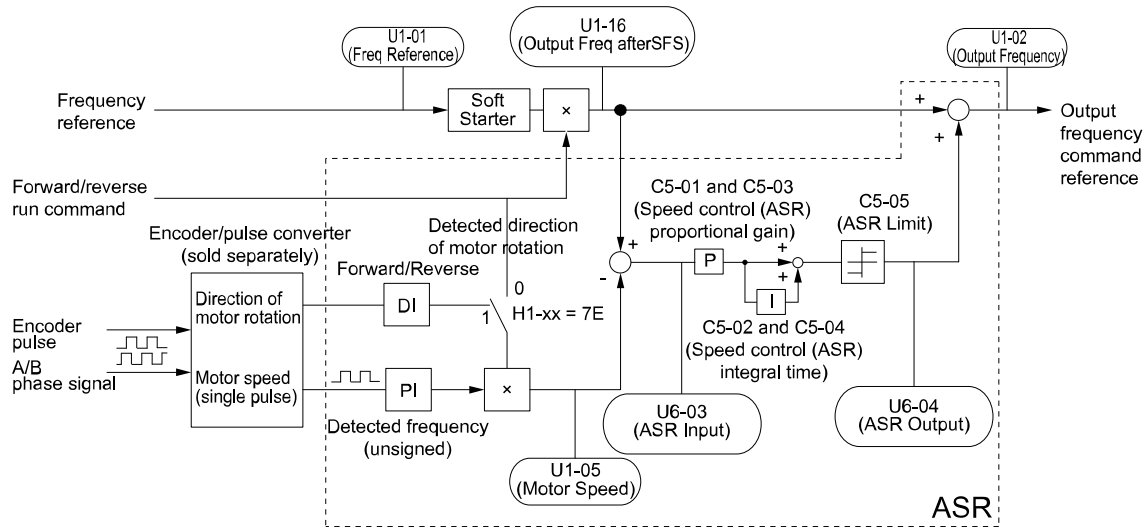 U1-01
(Freq Reference)
U1-16
(Output Freq afterSFS)
U1-02
(Output Frequency)
Frequency
reference
Soft
Starter
×
+
+
Output
frequency
command
reference
Forward/reverse
run command
Detected direction
of motor rotation
C5-01 and C5-03
(Speed control (ASR)
proportional gain)
C5-05
(ASR Limit)
Encoder/pulse converter
(sold separately)
Forward/Reverse
Direction of
motor rotation
DI
0
1
H1-xx = 7E
+
-
P
+
+
I
C5-02 and C5-04
(Speed control (ASR)
integral time)
Encoder
pulse
A/B
phase signal
Motor speed
(single pulse)
PI
×
Detected frequency
(unsigned)
U1-05
(Motor Speed)
U6-03
(ASR Input)
U6-04
(ASR Output)
ASR